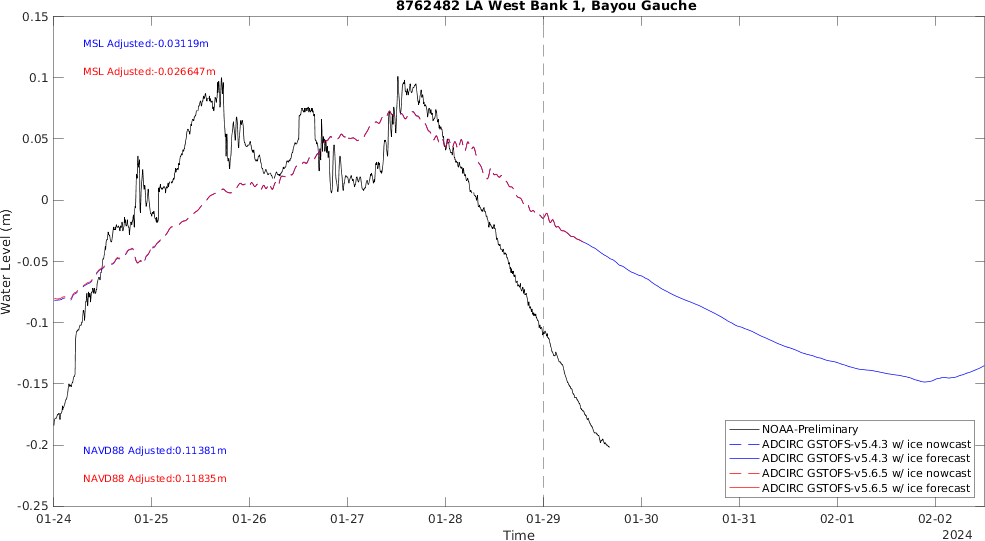 8762482 LA West Bank 1, Bayou Gauche
0.15
MSL Adjusted:-0.03119m
MSL Adjusted:-0.026647m
0.1
0.05
0
-0.05
-0.1
-0.15
-0.2
-0.25
Water Level (m)
NAVD88 Adjusted:0.11381m
NAVD88 Adjusted:0.11835m
NOAA-Preliminary
ADCIRC GSTOFS-v5.4.3 w/ ice nowcast
ADCIRC GSTOFS-v5.4.3 w/ ice forecast
ADCIRC GSTOFS-v5.6.5 w/ ice nowcast
ADCIRC GSTOFS-v5.6.5 w/ ice forecast
01-24 01-25 01-26 01-27 01-28 01-29 01-30 01-31 02-01 02-02
Time
2024